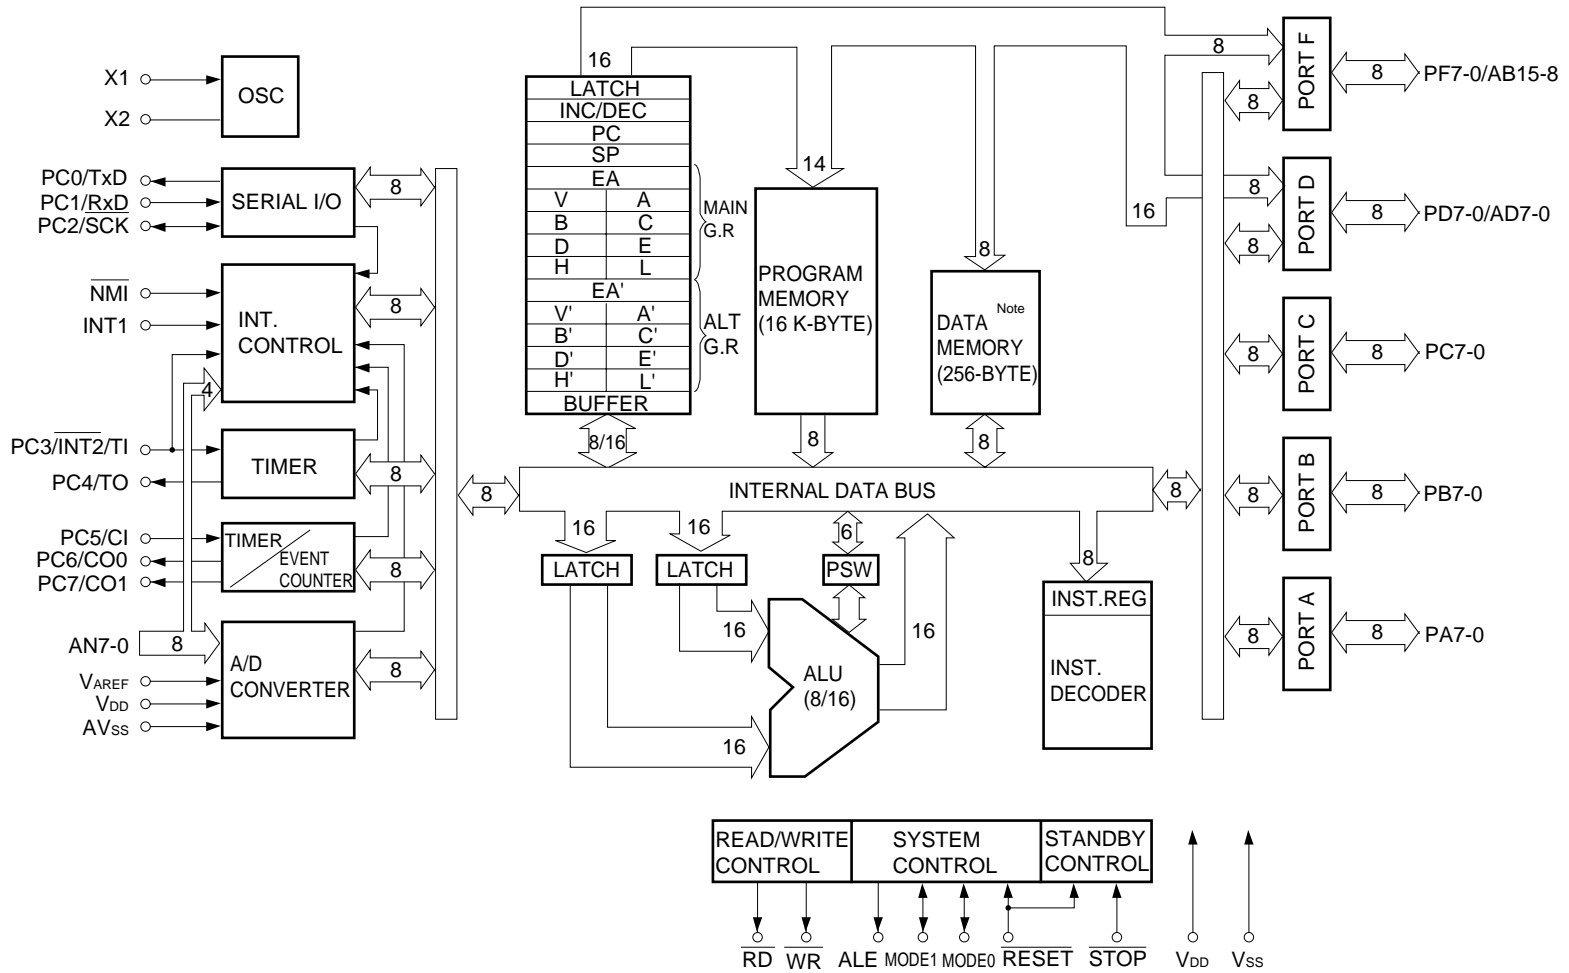 X1
X2
OSC
PC0/TxD
PC1/RxD
PC2/SCK
SERIAL I/O
8
NMI
INT1
INT.
CONTROL
8
4
PC3/INT2/TI
PC4/TO
TIMER
8
PC5/CI
PC6/CO0
PC7/CO1
TIMER
EVENT
COUNTER
8
AN7-0
8
VAREF
VDD
AVSS
A/D
CONVERTER
8
8
16
LATCH
INC/DEC
PC
SP
EA
V A
B C
D E
H L
EA'
V' A'
B' C'
D' E'
H' L'
BUFFER
MAIN
G.R
ALT
G.R
8/16
14
PROGRAM
MEMORY
(16 K-BYTE)
8
8
DATA Note
MEMORY
(256-BYTE)
8
16
INTERNAL DATA BUS
8
16
LATCH
16
LATCH
6
PSW
16
16
16
ALU
(8/16)
8
INST.REG
INST.
DECODER
8
8
PORT F
8
PF7-0/AB15-8
8
8
PORT D
8
PD7-0/AD7-0
8
PORT C
8
PC7-0
8
PORT B
8
PB7-0
8
PORT A
8
PA7-0
READ/WRITE
CONTROL
SYSTEM
CONTROL
STANDBY
CONTROL
RD
WR
ALE
MODE1
MODE0
RESET
STOP
VDD
VSS